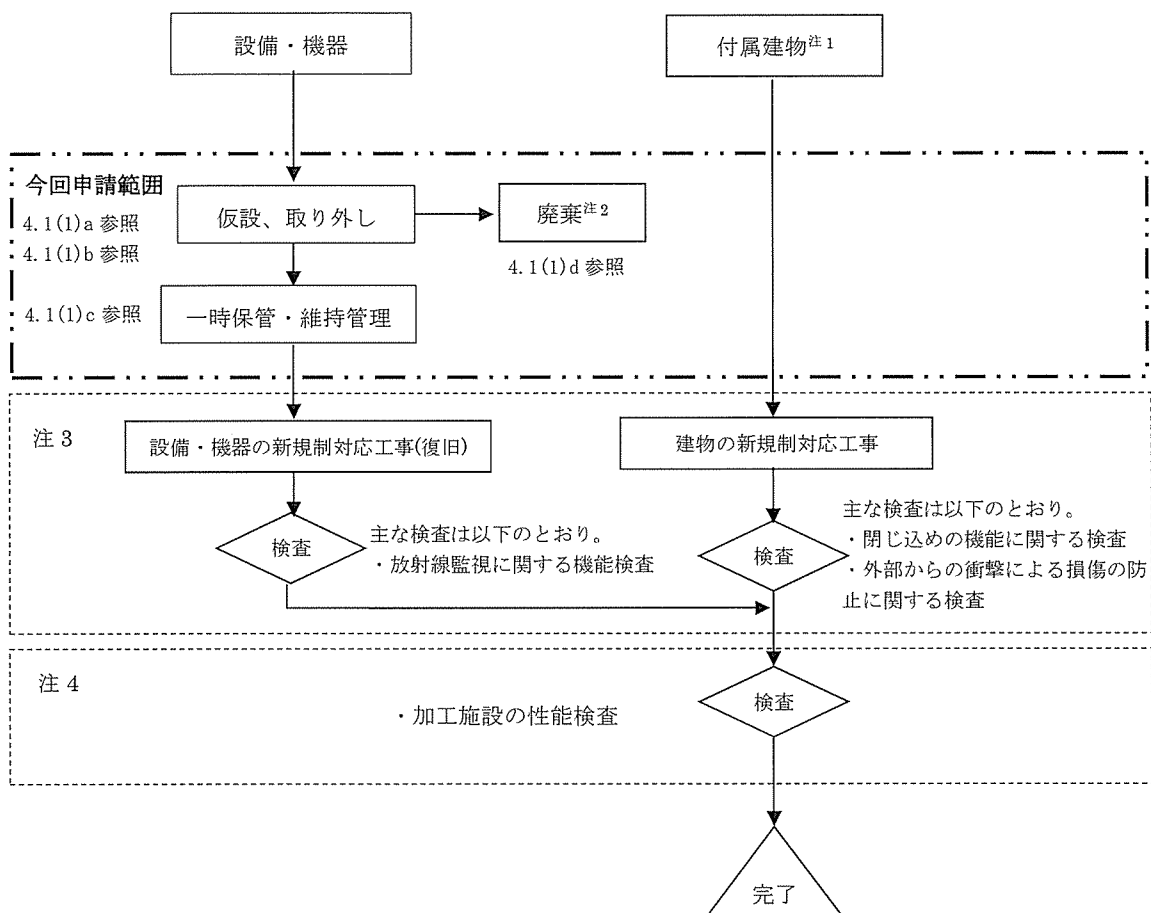 設備・機器
付属建物注1
今回申請範囲
4.1(1)a 参照
4.1(1)b 参照
仮設、取り外し
廃棄注2
4.1(1)d 参照
4.1(1)c 参照
一時保管・維持管理
注 3
設備・機器の新規制対応工事(復旧)
建物の新規制対応工事
検査
主な検査は以下のとおり。
・放射線監視に関する機能検査
検査
主な検査は以下のとおり。
・閉じ込めの機能に関する検査
・外部からの衝撃による損傷の防
止に関する検査
注 4
・加工施設の性能検査
検査
完了